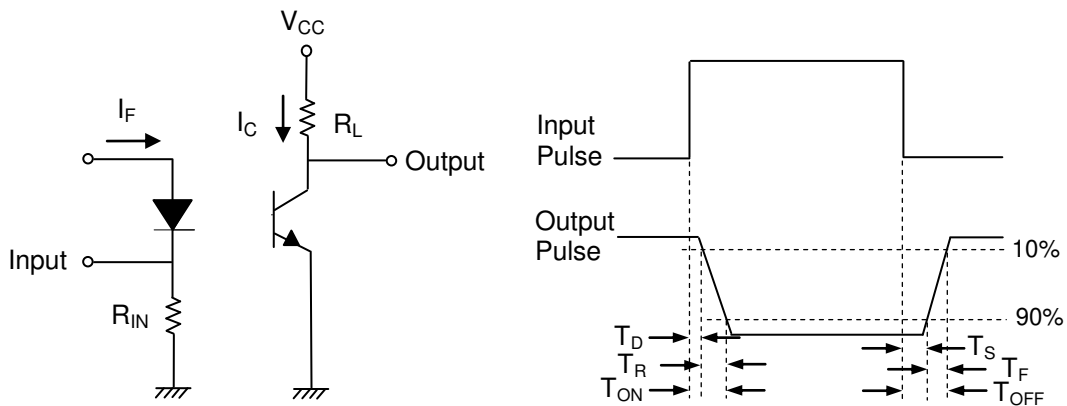 V_CC
I_F
I_C
R_L
Output
Input
R_IN
Input
Pulse
Output
Pulse
10%
90%
T_D
T_R
T_ON
T_S
T_F
T_OFF